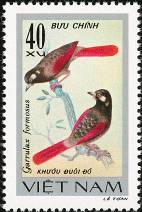 40
XU
BƯU CHÍNH
Garrulax formosus
KHƯỚU ĐUÔI ĐỎ
VIỆT NAM